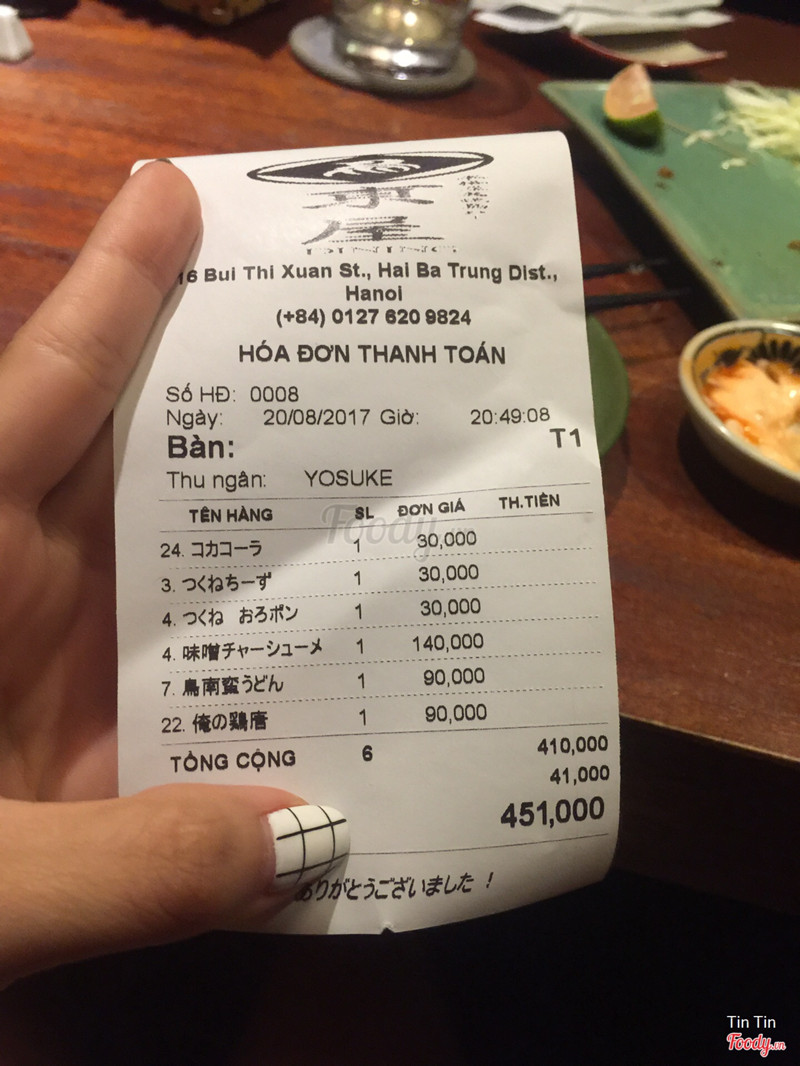 16 Bui Thi Xuan St., Hai Ba Trung Dist.,
Hanoi
(+84) 0127 620 9824
HÓA ĐƠN THANH TOÁN
Số HĐ: 0008
Ngày: 20/08/2017 Giờ: 20:49:08
Bàn: T1
Thu ngân: YOSUKE
TÊN HÀNG SL ĐƠN GIÁ TH.TIỀN
24. コカコーラ 1 30,000
3. つくねちーず 1 30,000
4. つくね おろポン 1 30,000
4. 味噌チャーシューメ 1 140,000
7.鳥南蛮うどん 1 90,000
22. 俺の鶏唐 1 90,000
TỔNG CỘNG 6 410,000
41,000
451,000
ありがとうございました！
Foody.vn
Tin Tin
Foody.vn